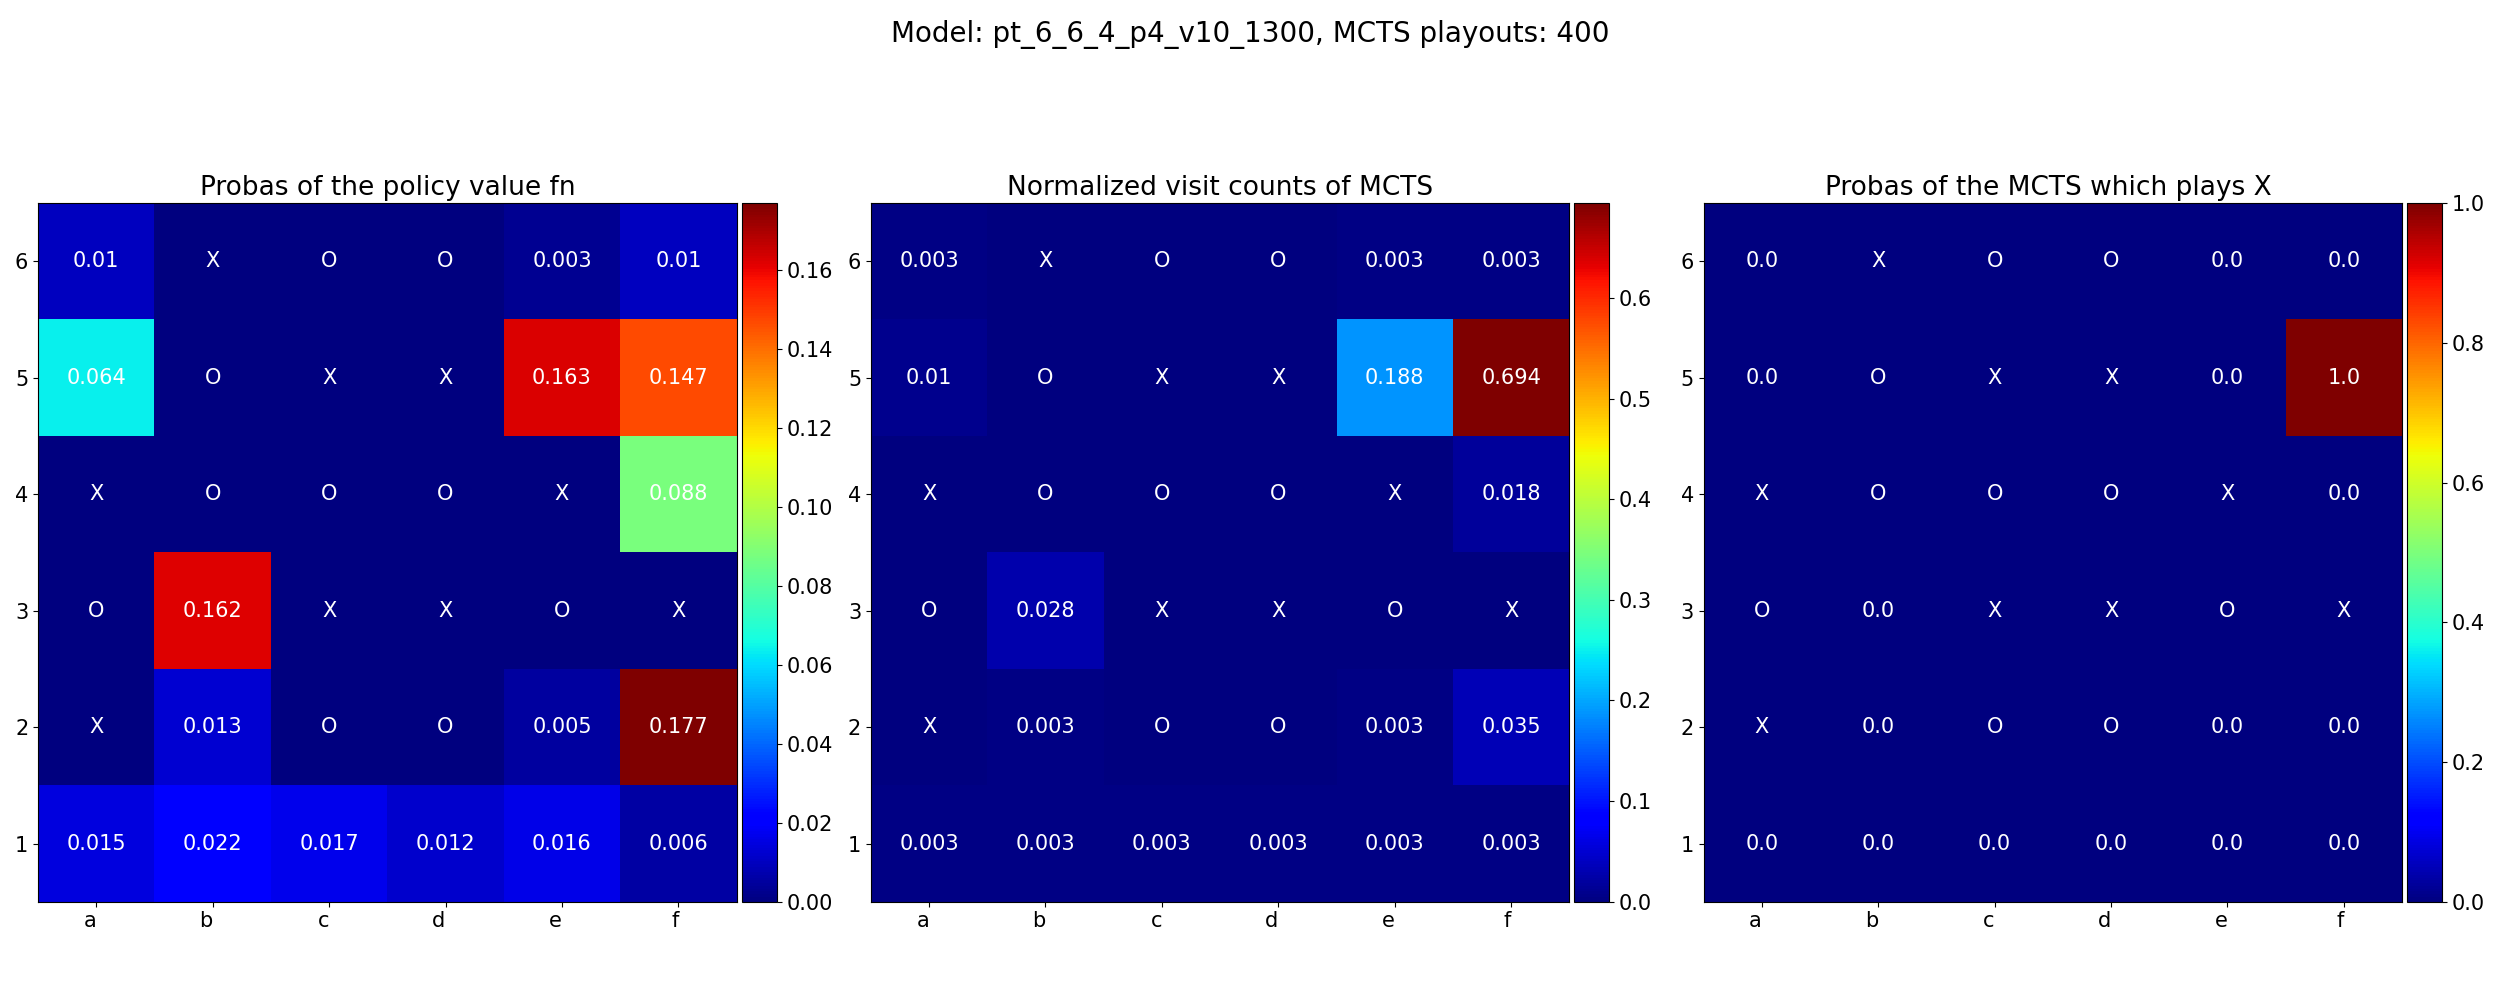 Model: pt_6_6_4_p4_v10_1300, MCTS playouts: 400
Probas of the policy value fn
6 0.01 X O O 0.003 0.01
5 0.064 O X X 0.163 0.147
4 X O O O X 0.088
3 O 0.162 X X O X
2 X 0.013 O O 0.005 0.177
1 0.015 0.022 0.017 0.012 0.016 0.006
a b c d e f
0.16
0.14
0.12
0.10
0.08
0.06
0.04
0.02
0.00
Normalized visit counts of MCTS
6 0.003 X O O 0.003 0.003
5 0.01 O X X 0.188 0.694
4 X O O O X 0.018
3 O 0.028 X X O X
2 X 0.003 O O 0.003 0.035
1 0.003 0.003 0.003 0.003 0.003 0.003
a b c d e f
0.6
0.5
0.4
0.3
0.2
0.1
0.0
Probas of the MCTS which plays X
6 0.0 X O O 0.0 0.0
5 0.0 O X X 0.0 1.0
4 X O O O X 0.0
3 O 0.0 X X O X
2 X 0.0 O O 0.0 0.0
1 0.0 0.0 0.0 0.0 0.0 0.0
a b c d e f
1.0
0.8
0.6
0.4
0.2
0.0